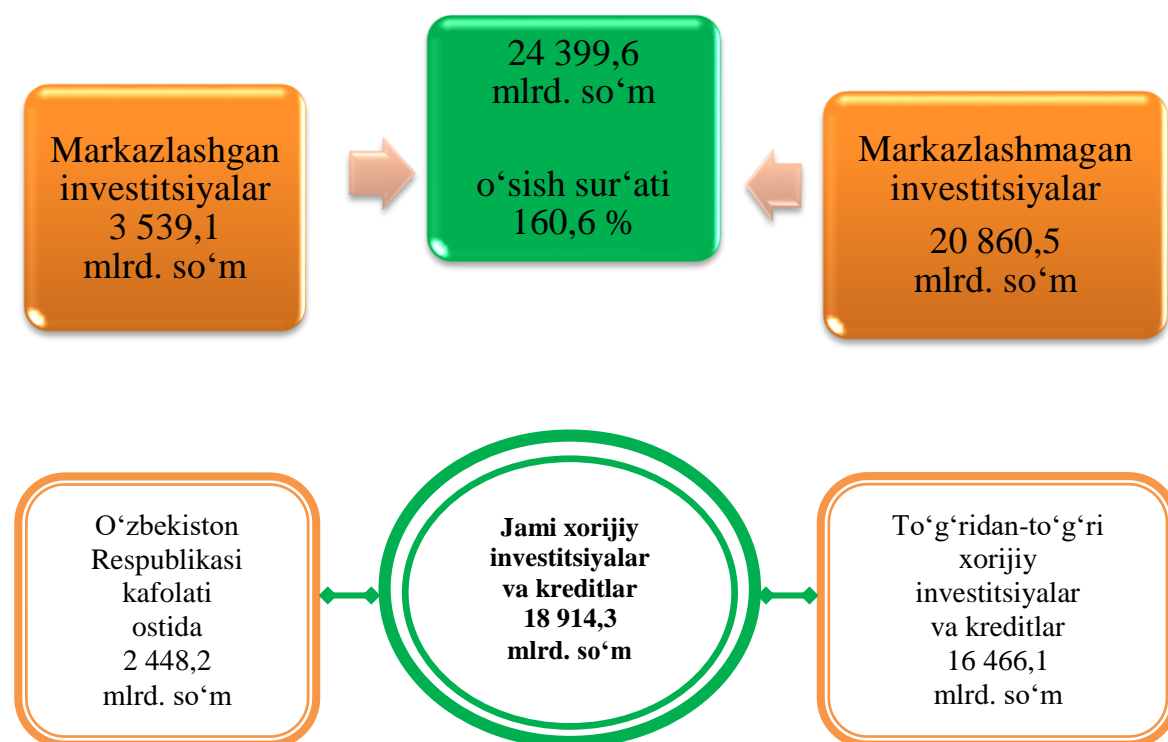 Markazlashgan
investitsiyalar
3 539,1
mlrd. so‘m
24 399,6
mlrd. so‘m
o‘sish sur‘ati
160,6 %
Markazlashmagan
investitsiyalar
20 860,5
mlrd. so‘m
O‘zbekiston
Respublikasi
kafolati
ostida
2 448,2
mlrd. so‘m
Jami xorijiy
investitsiyalar
va kreditlar
18 914,3
mlrd. so‘m
To‘g‘ridan-to‘g‘ri
xorijiy
investitsiyalar
va kreditlar
16 466,1
mlrd. so‘m